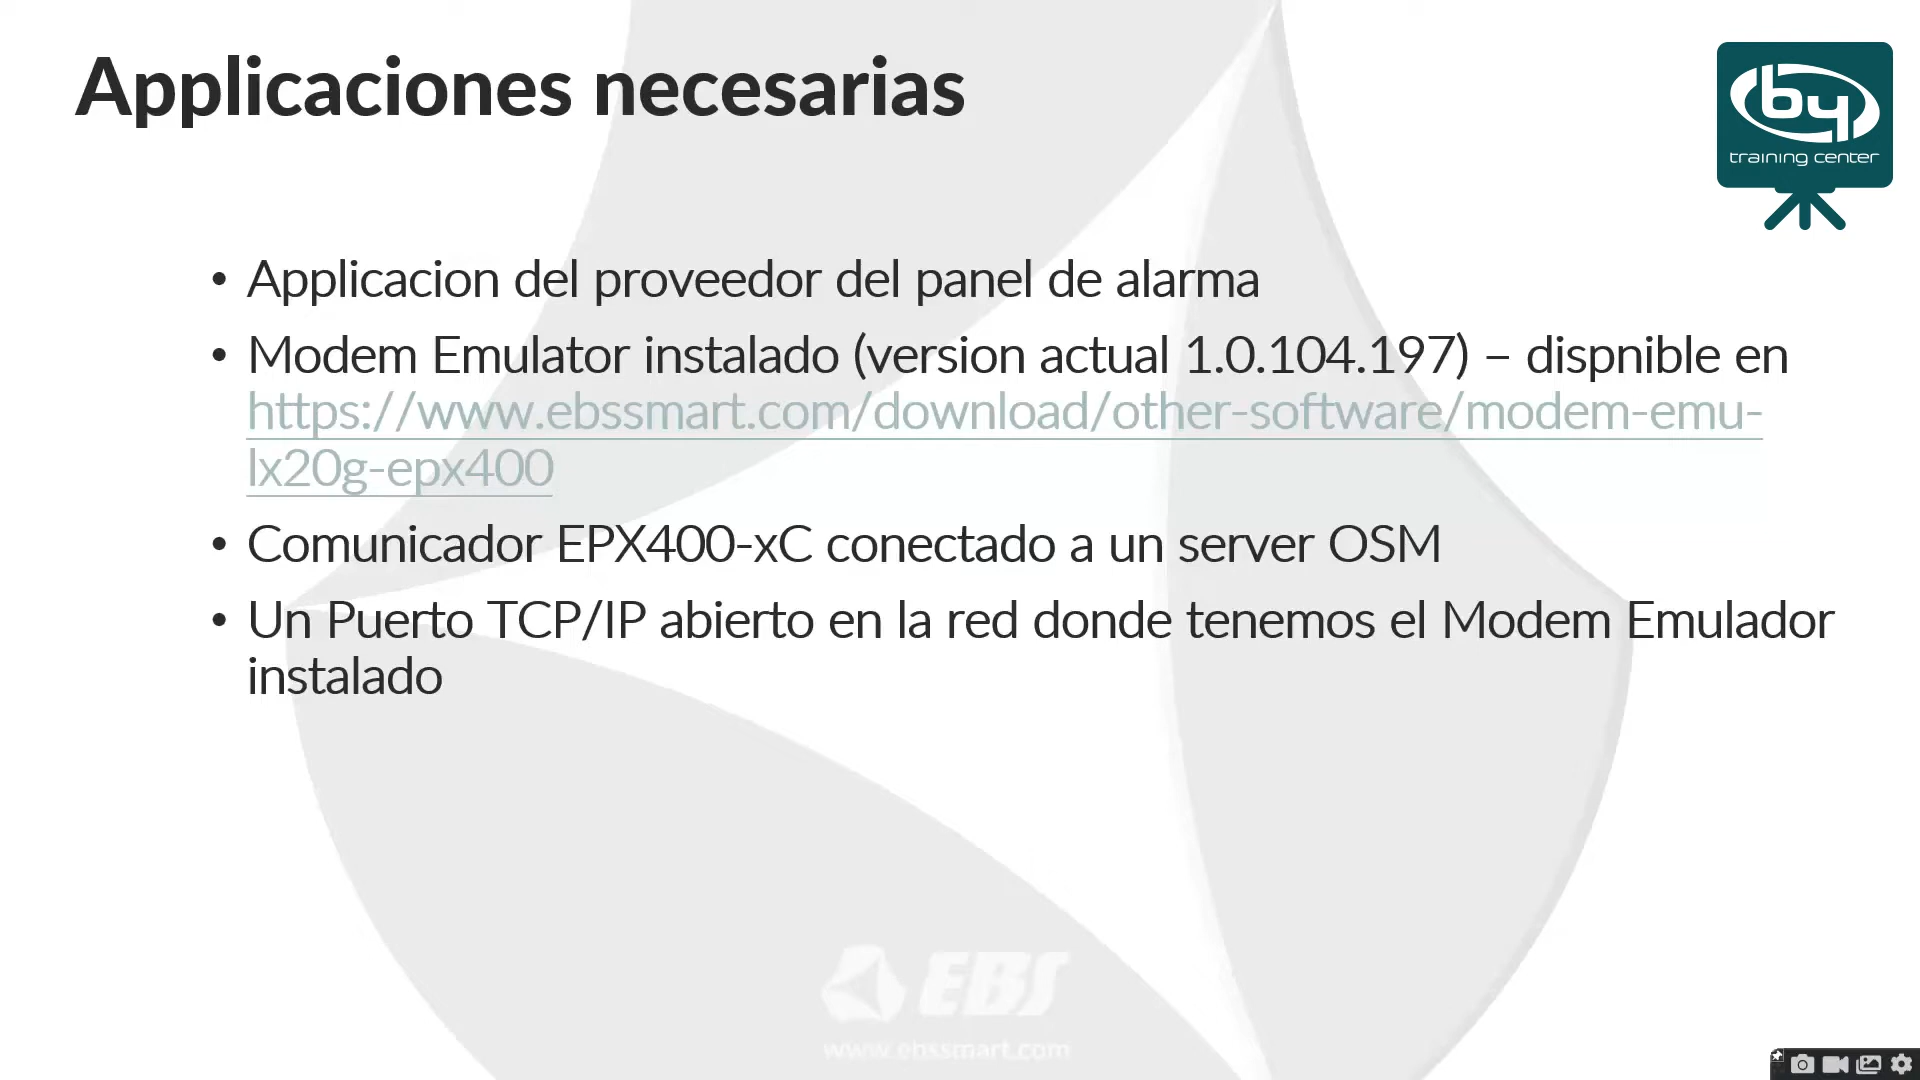 Applicaciones necesarias
by
training center
• Applicacion del proveedor del panel de alarma
• Modem Emulator instalado (version actual 1.0.104.197) – dispnible en
https://www.ebssmart.com/download/other-software/modem-emu-
lx20g-epx400
• Comunicador EPX400-xC conectado a un server OSM
• Un Puerto TCP/IP abierto en la red donde tenemos el Modem Emulador
instalado
EBS
www.ebssmart.com